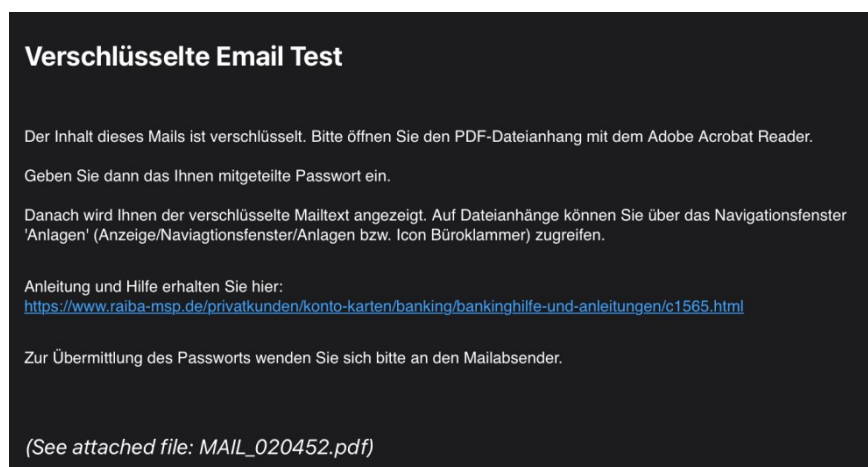 Verschlüsselte Email Test
Der Inhalt dieses Mails ist verschlüsselt. Bitte öffnen Sie den PDF-Dateianhang mit dem Adobe Acrobat Reader.
Geben Sie dann das Ihnen mitgeteilte Passwort ein.
Danach wird Ihnen der verschlüsselte Mailtext angezeigt. Auf Dateianhänge können Sie über das Navigationsfenster
'Anlagen' (Anzeige/Naviagtionsfenster/Anlagen bzw. Icon Büroklammer) zugreifen.
Anleitung und Hilfe erhalten Sie hier:
https://www.raiba-msp.de/privatkunden/konto-karten/banking/bankinghilfe-und-anleitungen/c1565.html
Zur Übermittlung des Passworts wenden Sie sich bitte an den Mailabsender.
(See attached file: MAIL_020452.pdf)